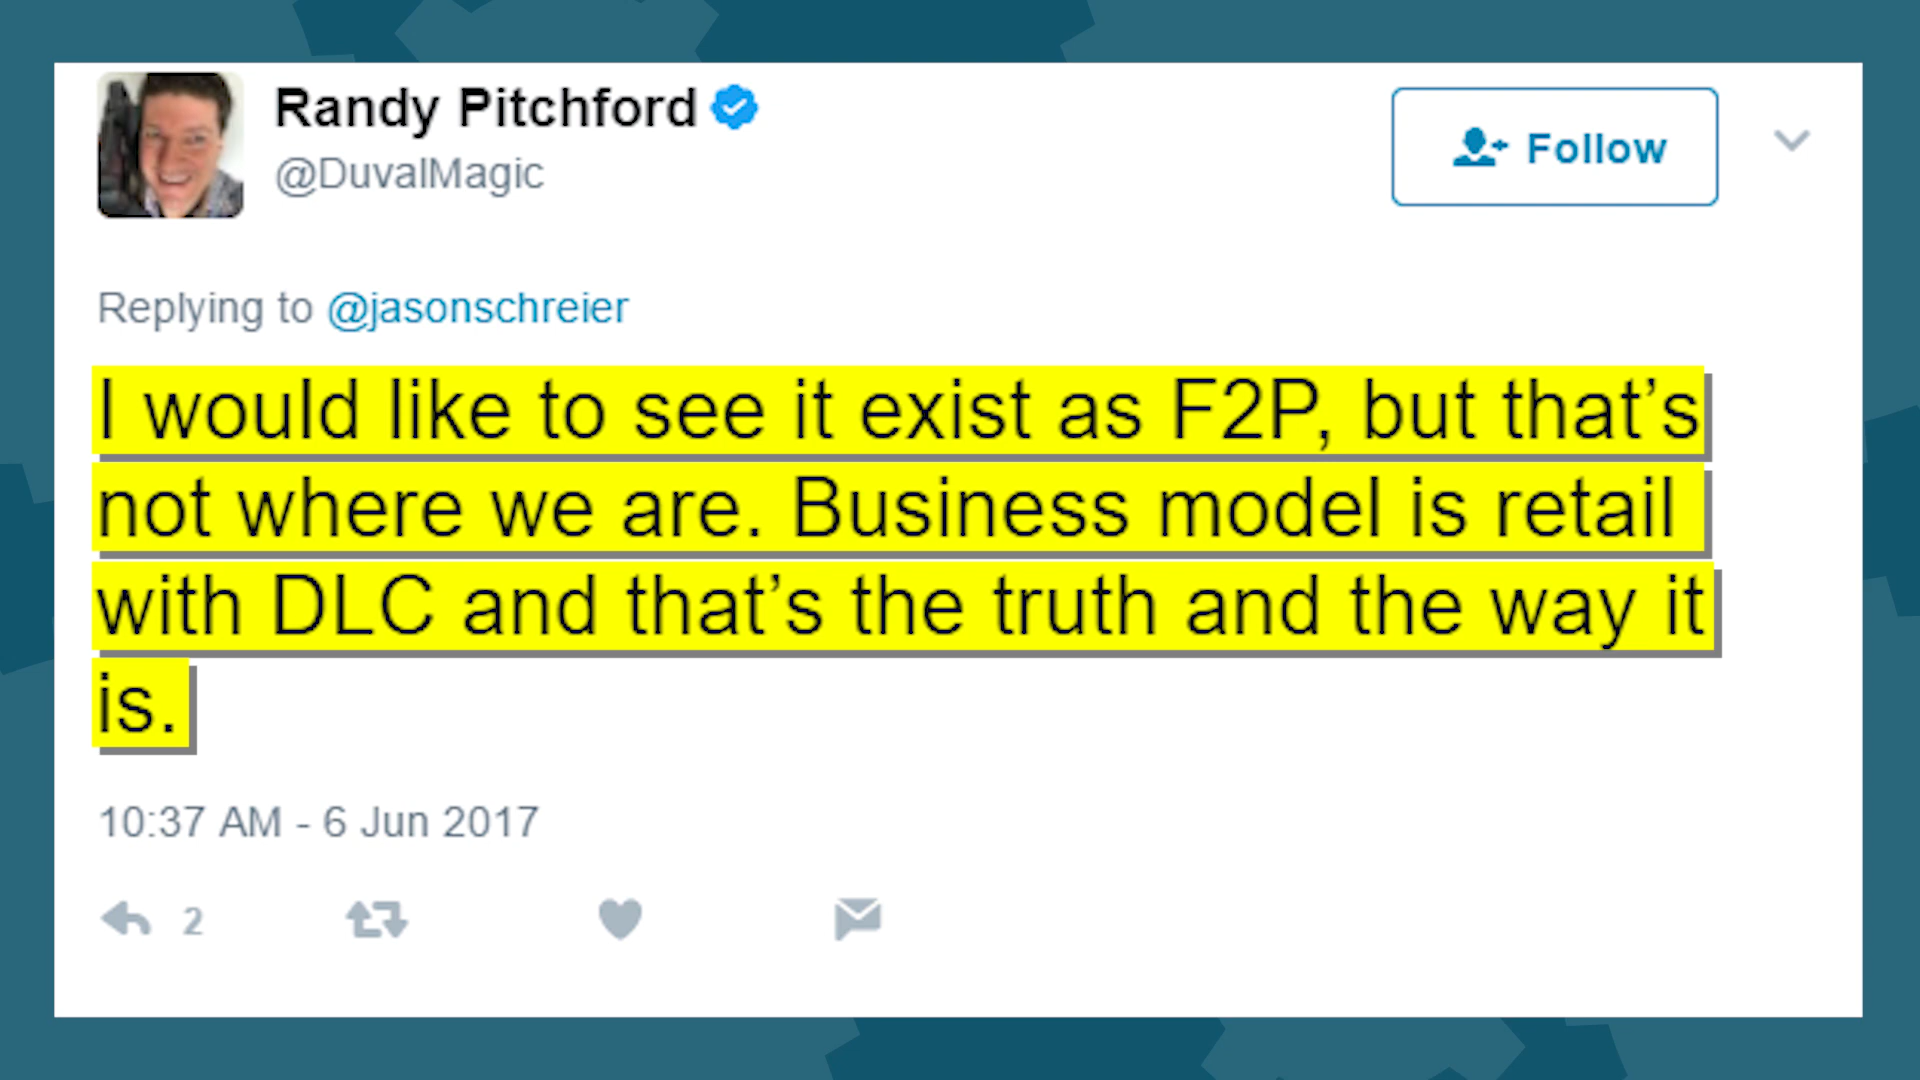 Randy Pitchford
@DuvalMagic
Follow
Replying to @jasonschreier
I would like to see it exist as F2P, but that’s
not where we are. Business model is retail
with DLC and that’s the truth and the way it
is.
10:37 AM - 6 Jun 2017
2